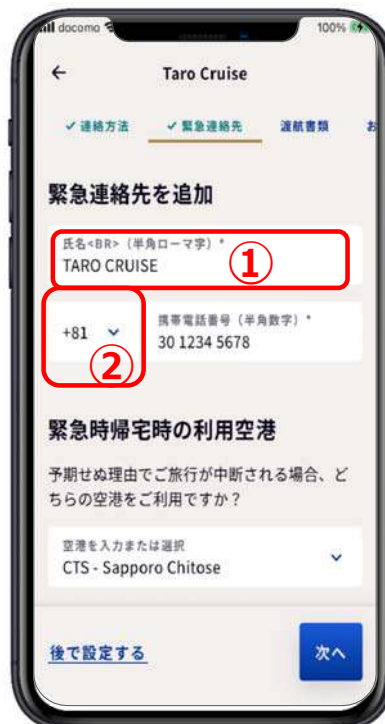 docomo 100%
← Taro Cruise
✓ 連絡方法 ✓ 緊急連絡先 渡航書類 お
緊急連絡先を追加
氏名<BR>（半角ローマ字）*
TARO CRUISE
①
携帯電話番号（半角数字）*
+81 30 1234 5678
②
緊急時帰宅時の利用空港
予期せぬ理由でご旅行が中断される場合、ど
ちらの空港をご利用ですか？
空港を入力または選択
CTS - Sapporo Chitose
後で設定する 次へ